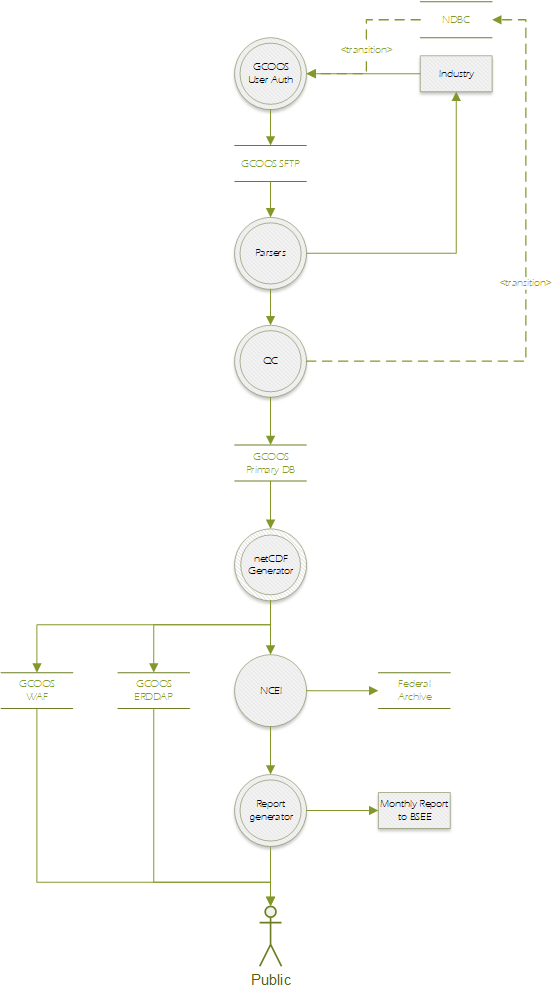 NDBC
<transition>
GCOOS
User Auth
Industry
GCOOS SFTP
Parsers
<transition>
QC
GCOOS
Primary DB
netCDF
Generator
GCOOS
WAF
GCOOS
ERDDAP
NCEI
Federal
Archive
Report
generator
Monthly Report
to BSEE
Public